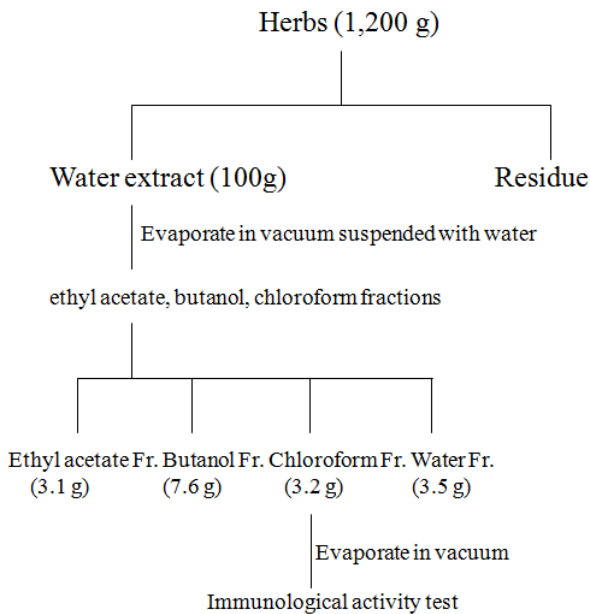 Herbs (1,200 g)
Water extract (100g)
Residue
Evaporate in vacuum suspended with water
ethyl acetate, butanol, chloroform fractions
Ethyl acetate Fr. Butanol Fr. Chloroform Fr. Water Fr.
(3.1 g) (7.6 g) (3.2 g) (3.5 g)
Evaporate in vacuum
Immunological activity test